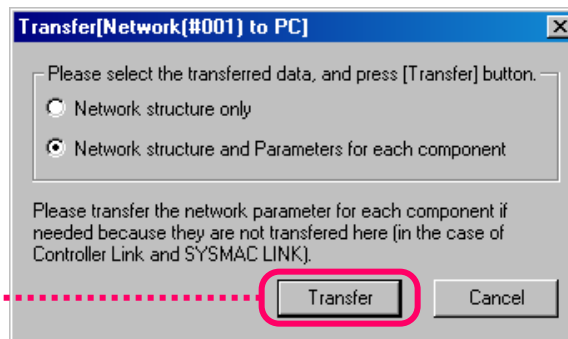 Transfer[Network(#001) to PC]
Please select the transferred data, and press [Transfer] button.
Network structure only
Network structure and Parameters for each component
Please transfer the network parameter for each component if
needed because they are not transfered here (in the case of
Controller Link and SYSMAC LINK).
Transfer
Cancel